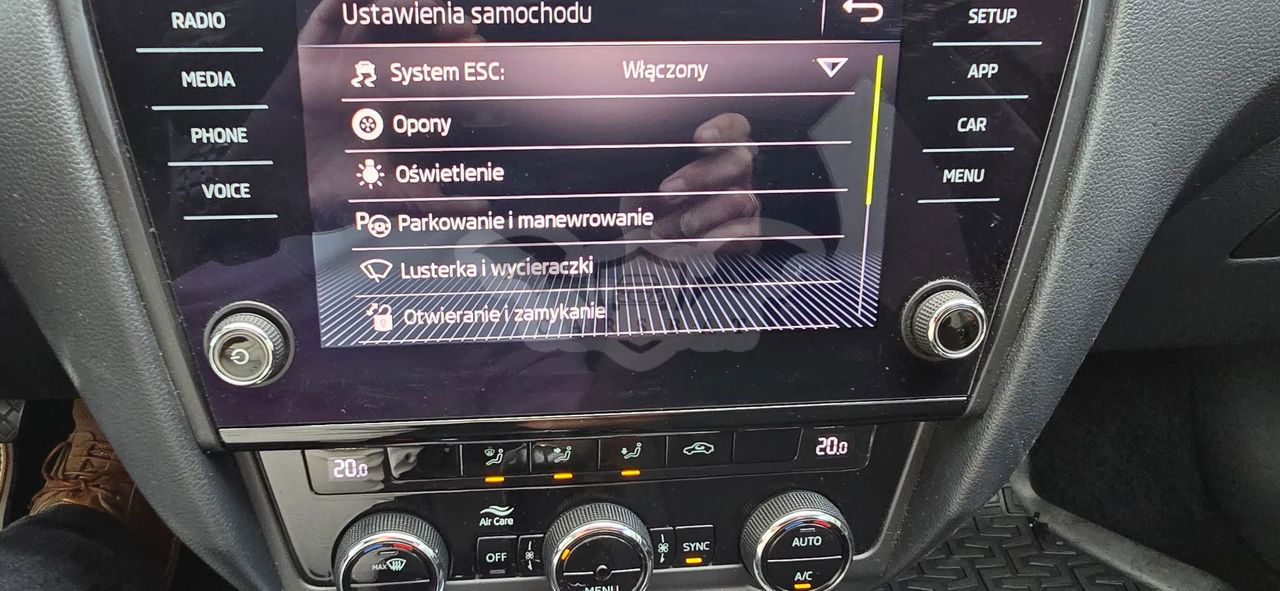 Ustawienia samochodu
RADIO
MEDIA
PHONE
VOICE
System ESC: Włączony
Opony
Oświetlenie
P Parkowanie i manewrowanie
Lusterka i wycieraczki
Otwieranie i zamykanie
SETUP
APP
CAR
MENU
20.0
20.0
Air Care
MAX
OFF
MENU
SYNC
AUTO
A/C